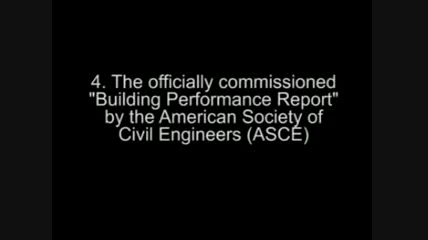 4. The officially commissioned
"Building Performance Report"
by the American Society of
Civil Engineers (ASCE)